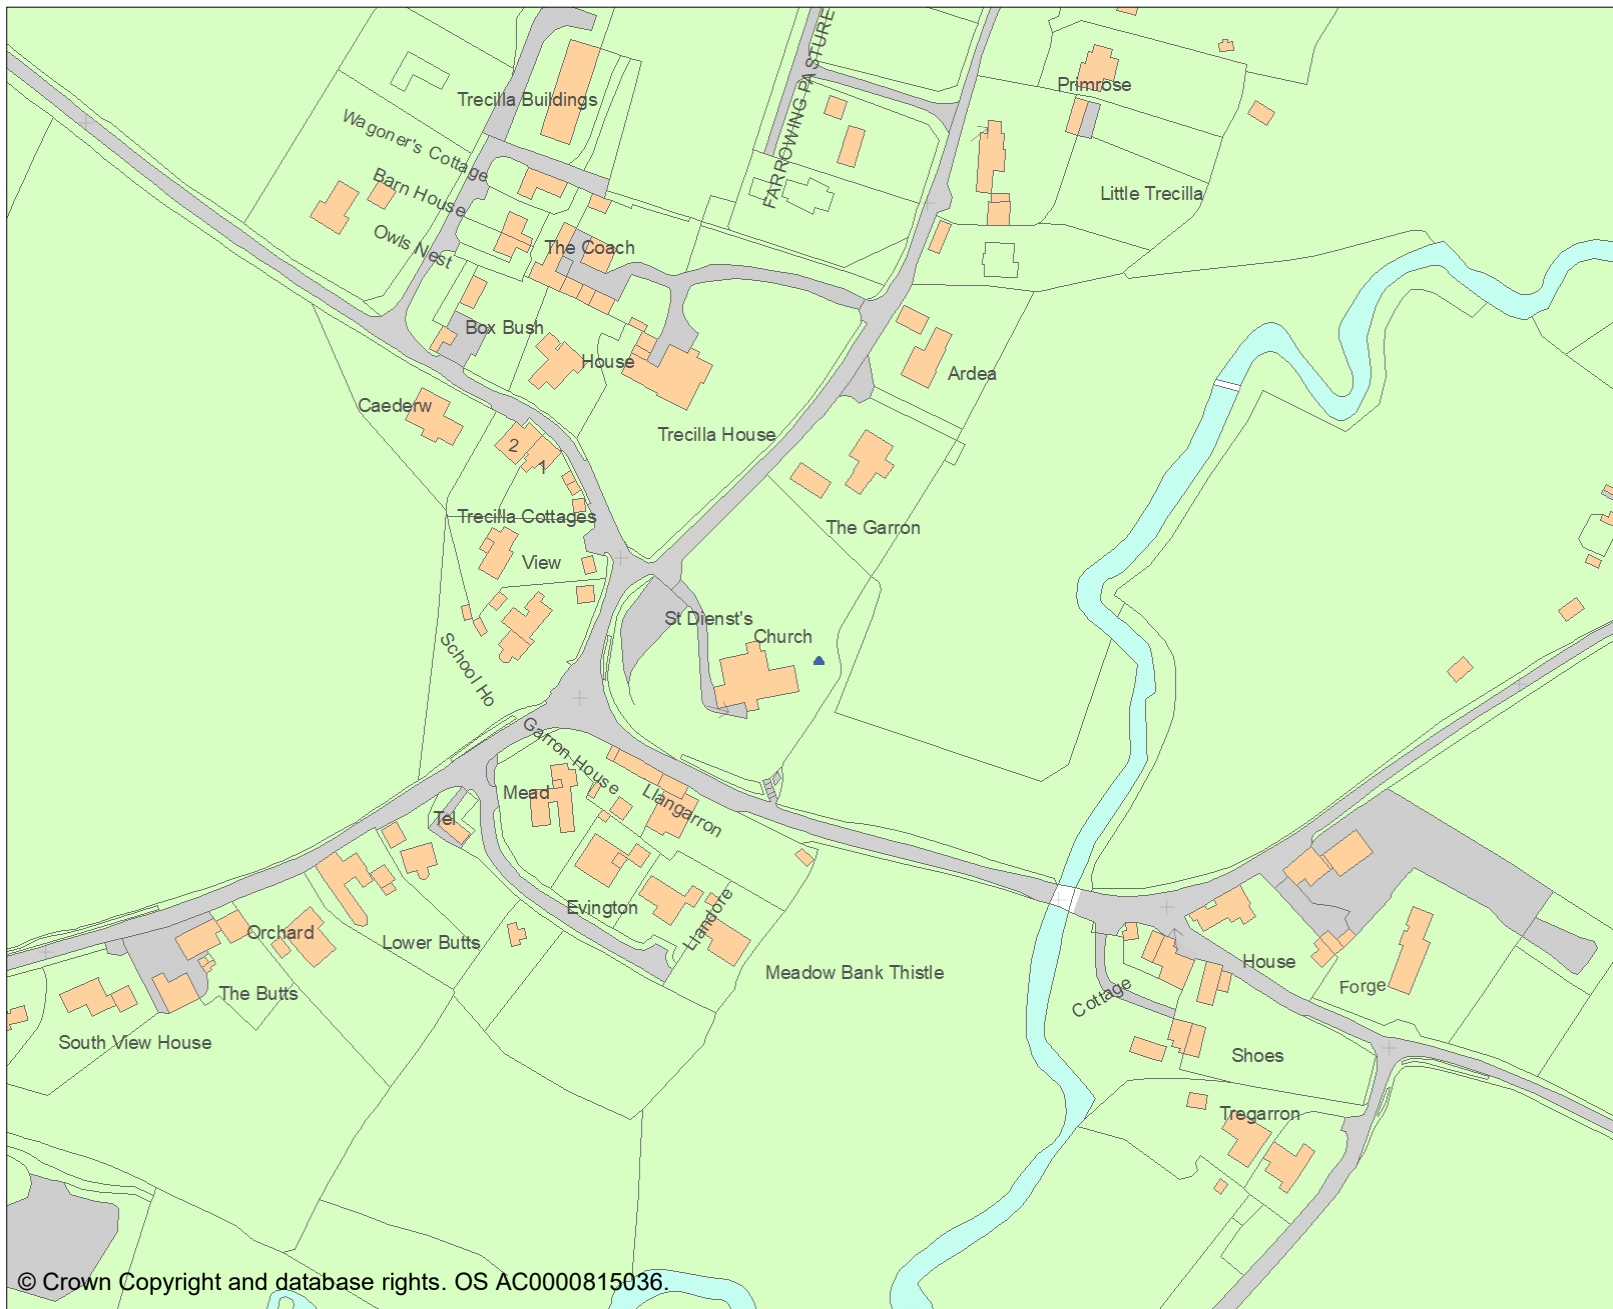 FARROWING PASTURE
Primrose
Trecilla Buildings
Wagoner's Cottage
Barn House
Little Trecilla
Owls Nest
The Coach
Box Bush
House
Ardea
Caederw
Trecilla House
2
1
Trecilla Cottages
The Garron
View
St Dienst's
Church
School Ho
Garron House
Mead
Llangarron
Tel
Evington
Llandore
Orchard
Lower Butts
Meadow Bank Thistle
House
Cottage
Forge
The Butts
South View House
Shoes
Tregarron
© Crown Copyright and database rights. OS AC0000815036.